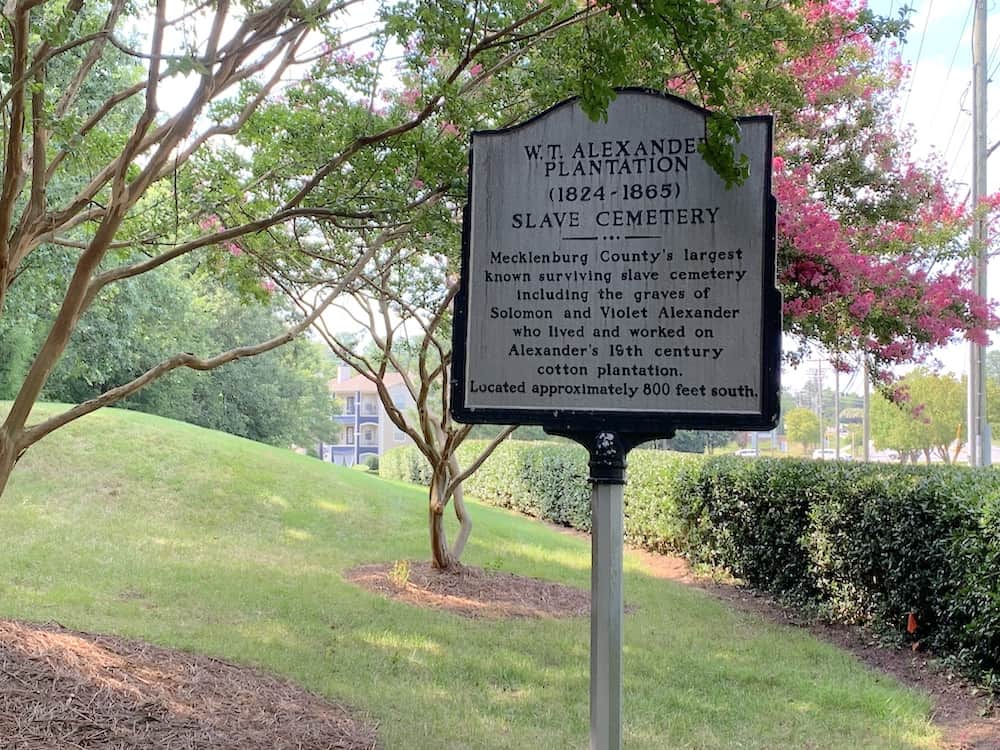 W.T. ALEXANDER
PLANTATION
(1824-1865)
SLAVE CEMETERY
Mecklenburg County's largest
known surviving slave cemetery
including the graves of
Solomon and Violet Alexander
who lived and worked on
Alexander's 19th century
cotton plantation.
Located approximately 800 feet south.